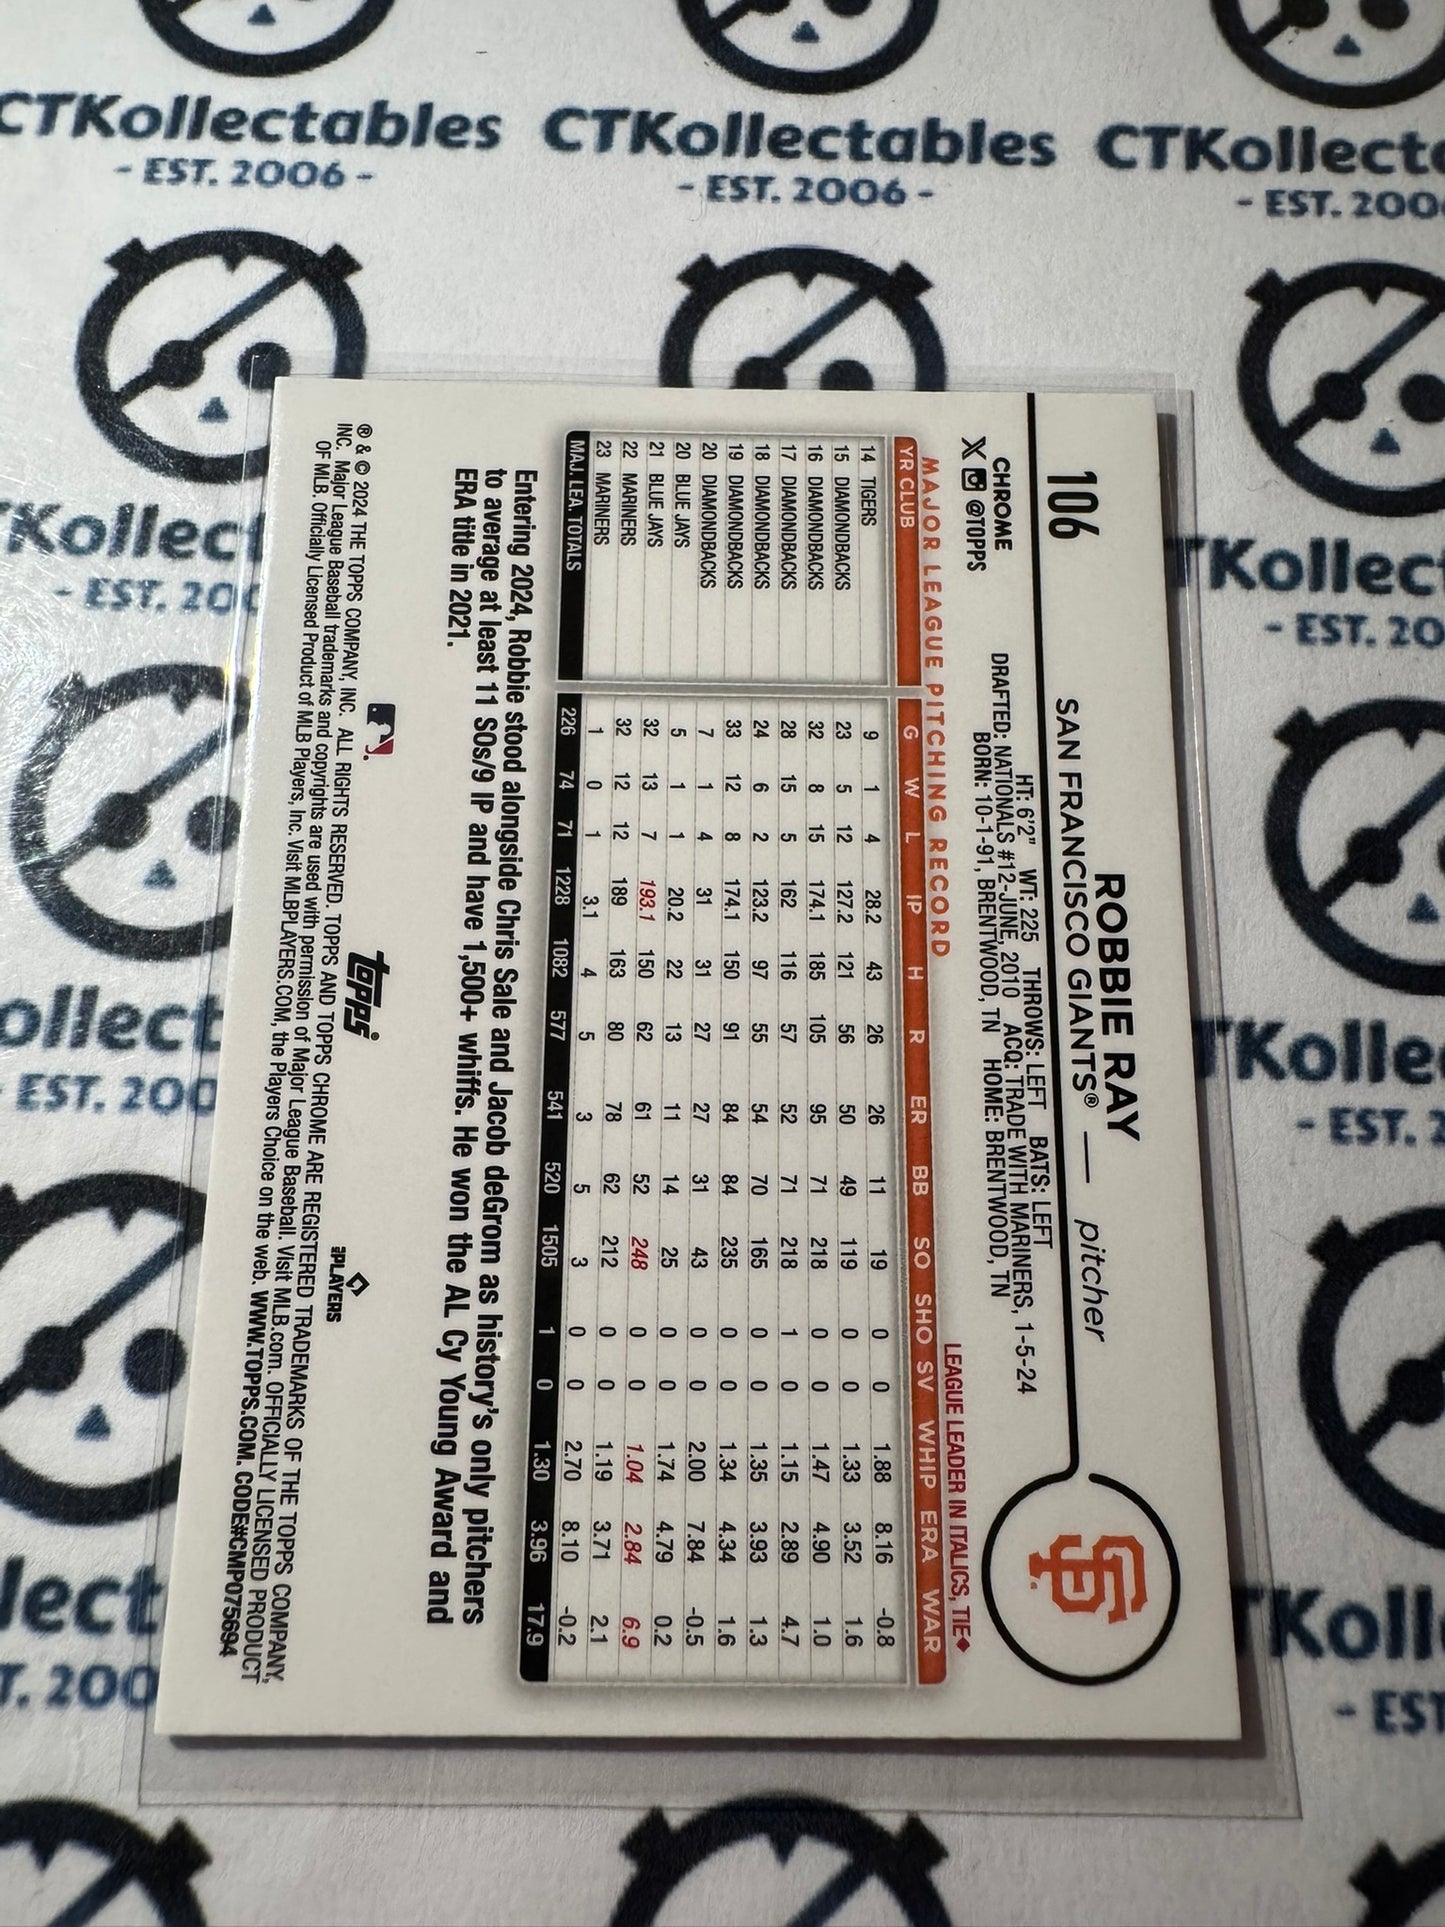 CTKollectables CTKollectables CTKollecta
- EST. 2006 - - EST. 2006 - - EST. 200
106
ROBBIE RAY
SAN FRANCISCO GIANTS® — pitcher
CHROME
X @TOPPS
HT: 6'2" WT: 225 THROWS: LEFT BATS: LEFT
DRAFTED: NATIONALS #12-JUNE, 2010 ACQ: TRADE WITH MARINERS, 1-5-24
BORN: 10-1-91, BRENTWOOD, TN HOME: BRENTWOOD, TN
MAJOR LEAGUE PITCHING RECORD LEAGUE LEADER IN ITALICS, TIE◆
YR CLUB G W L IP H R ER BB SO SHO SV WHIP ERA WAR
14 TIGERS 9 1 4 28.2 43 26 26 11 19 0 0 1.88 8.16 -0.8
15 DIAMONDBACKS 23 5 12 127.2 121 56 50 49 119 0 0 1.33 3.52 1.6
16 DIAMONDBACKS 32 8 15 174.1 185 105 95 71 218 0 0 1.47 4.90 1.0
17 DIAMONDBACKS 28 15 5 162 116 57 52 71 218 1 0 1.15 2.89 4.7
18 DIAMONDBACKS 24 6 2 123.2 97 55 54 70 165 0 0 1.35 3.93 1.3
19 DIAMONDBACKS 33 12 8 174.1 150 91 84 84 235 0 0 1.34 4.34 1.6
20 DIAMONDBACKS 7 1 4 31 31 27 27 31 43 0 0 2.00 7.84 -0.5
20 BLUE JAYS 5 1 1 20.2 22 13 11 14 25 0 0 1.74 4.79 0.2
21 BLUE JAYS 32 13 7 193.1 150 62 61 52 248 0 0 1.04 2.84 6.9
22 MARINERS 32 12 12 189 163 80 78 62 212 0 0 1.19 3.71 2.1
23 MARINERS 1 0 1 3.1 4 5 3 5 3 0 0 2.70 8.10 -0.2
MAJ. LEA. TOTALS 226 74 71 1228 1082 577 541 520 1505 1 0 1.30 3.96 17.9
Entering 2024, Robbie stood alongside Chris Sale and Jacob deGrom as history's only pitchers
to average at least 11 SOs/9 IP and have 1,500+ whiffs. He won the AL Cy Young Award and
ERA title in 2021.
topps®
PLAYERS
® & © 2024 THE TOPPS COMPANY, INC. ALL RIGHTS RESERVED. TOPPS AND TOPPS CHROME ARE REGISTERED TRADEMARKS OF THE TOPPS COMPANY,
INC. Major League Baseball trademarks and copyrights are used with permission of Major League Baseball. Visit MLB.com. OFFICIALLY LICENSED PRODUCT
OF MLB. Officially Licensed Product of MLB Players, Inc. Visit MLBPLAYERS.COM, the Players Choice on the web. WWW.TOPPS.COM. CODE#CMP075694